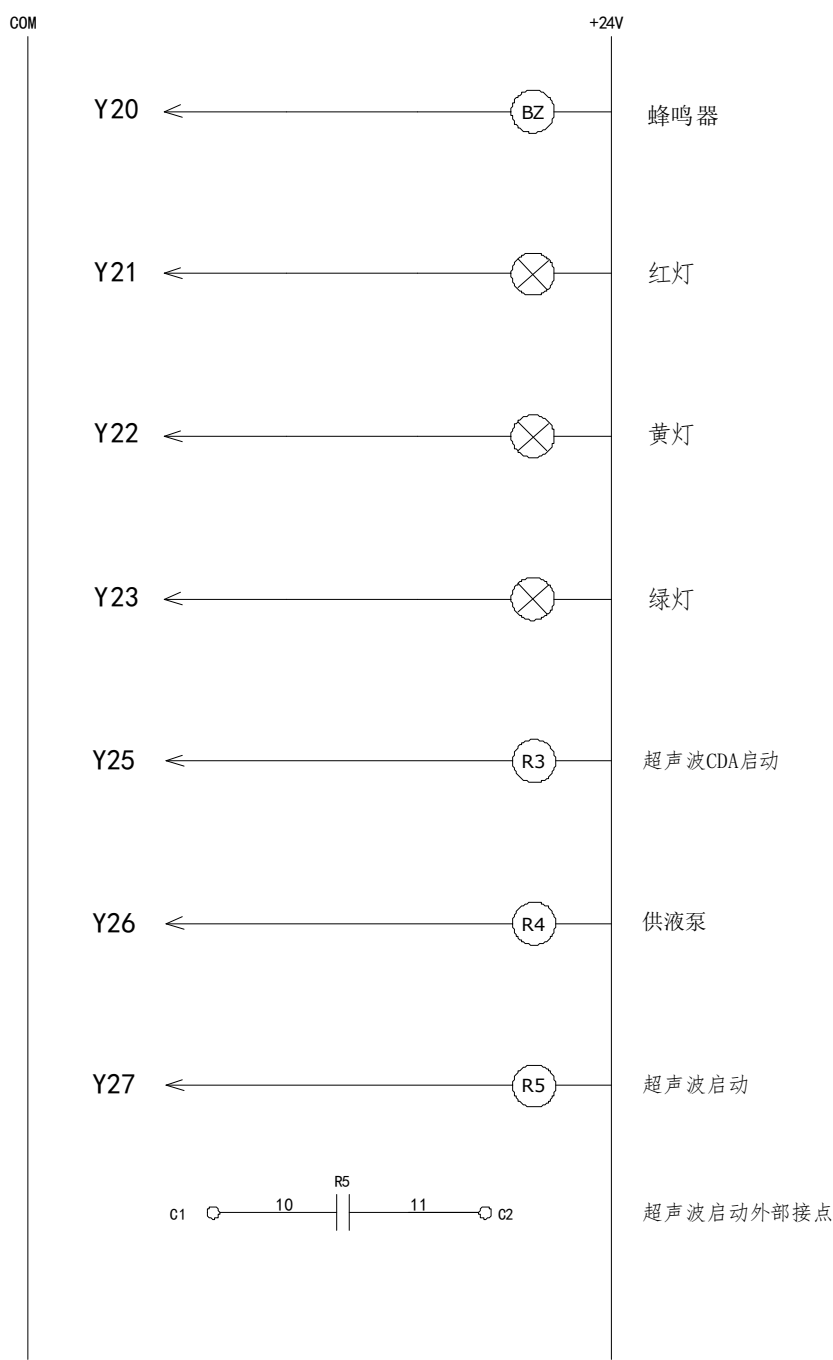 COM +24V
Y20 BZ 蜂鸣器
Y21 红灯
Y22 黄灯
Y23 绿灯
Y25 R3 超声波CDA启动
Y26 R4 供液泵
Y27 R5 超声波启动
R5
C1 10 11 C2 超声波启动外部接点